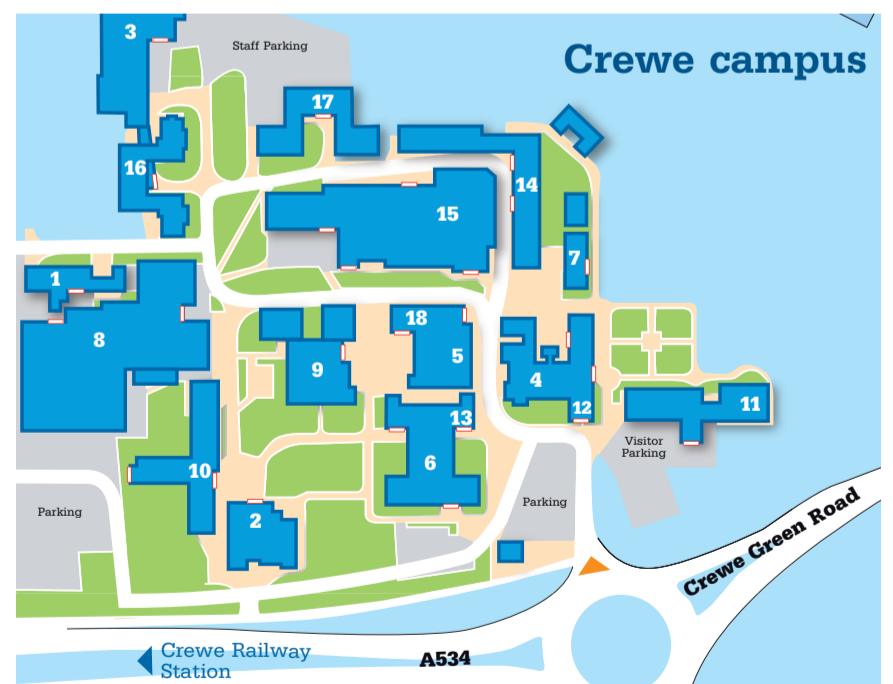 3
Staff Parking
Crewe campus
17
16
14
15
7
1
8
18
9
5
4
12
11
13
Visitor
Parking
6
10
2
Parking
Parking
Crewe Green Road
Crewe Railway
Station
A534